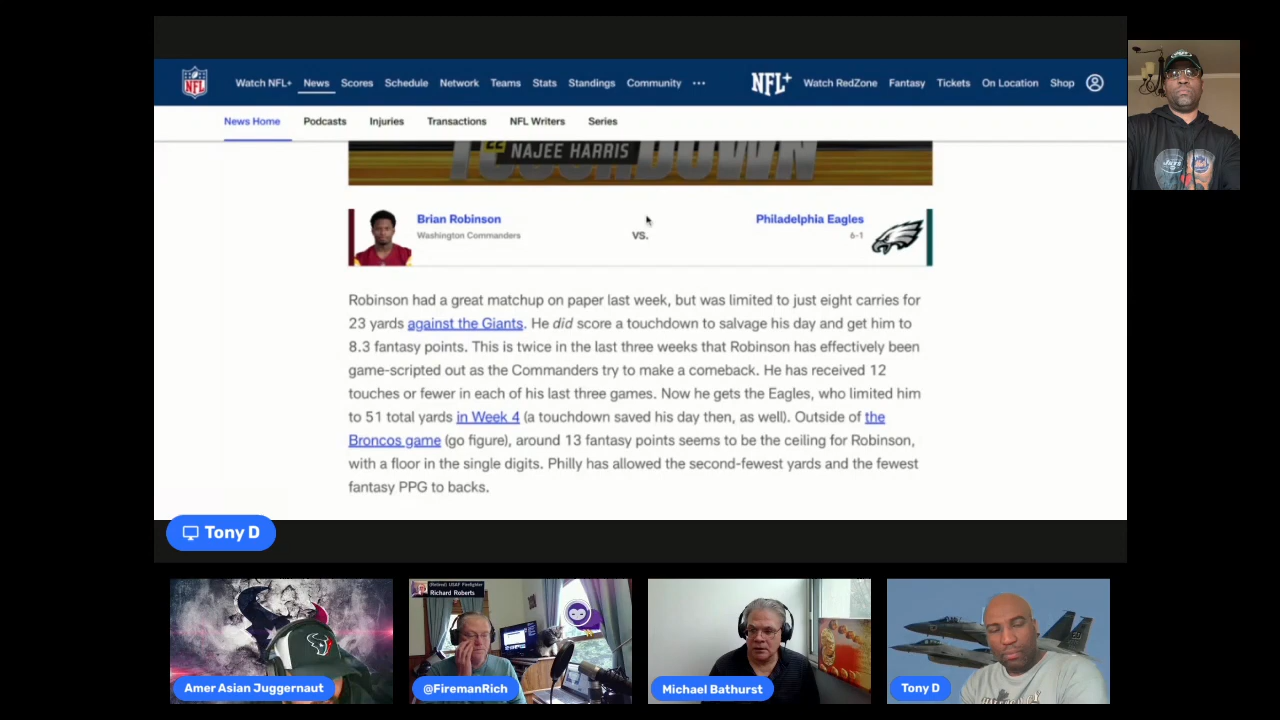 Watch NFL+ News Scores Schedule Network Teams Stats Standings Community ••• NFL+ Watch RedZone Fantasy Tickets On Location Shop
NFL
News Home Podcasts Injuries Transactions NFL Writers Series
TOUCHDOWN
NAJEE HARRIS
Brian Robinson
Washington Commanders
VS.
Philadelphia Eagles
6-1
Robinson had a great matchup on paper last week, but was limited to just eight carries for
23 yards against the Giants. He did score a touchdown to salvage his day and get him to
8.3 fantasy points. This is twice in the last three weeks that Robinson has effectively been
game-scripted out as the Commanders try to make a comeback. He has received 12
touches or fewer in each of his last three games. Now he gets the Eagles, who limited him
to 51 total yards in Week 4 (a touchdown saved his day then, as well). Outside of the
Broncos game (go figure), around 13 fantasy points seems to be the ceiling for Robinson,
with a floor in the single digits. Philly has allowed the second-fewest yards and the fewest
fantasy PPG to backs.
Tony D
(Retired) USAF Firefighter
Richard Roberts
Amer Asian Juggernaut
@FiremanRich
Michael Bathurst
Tony D